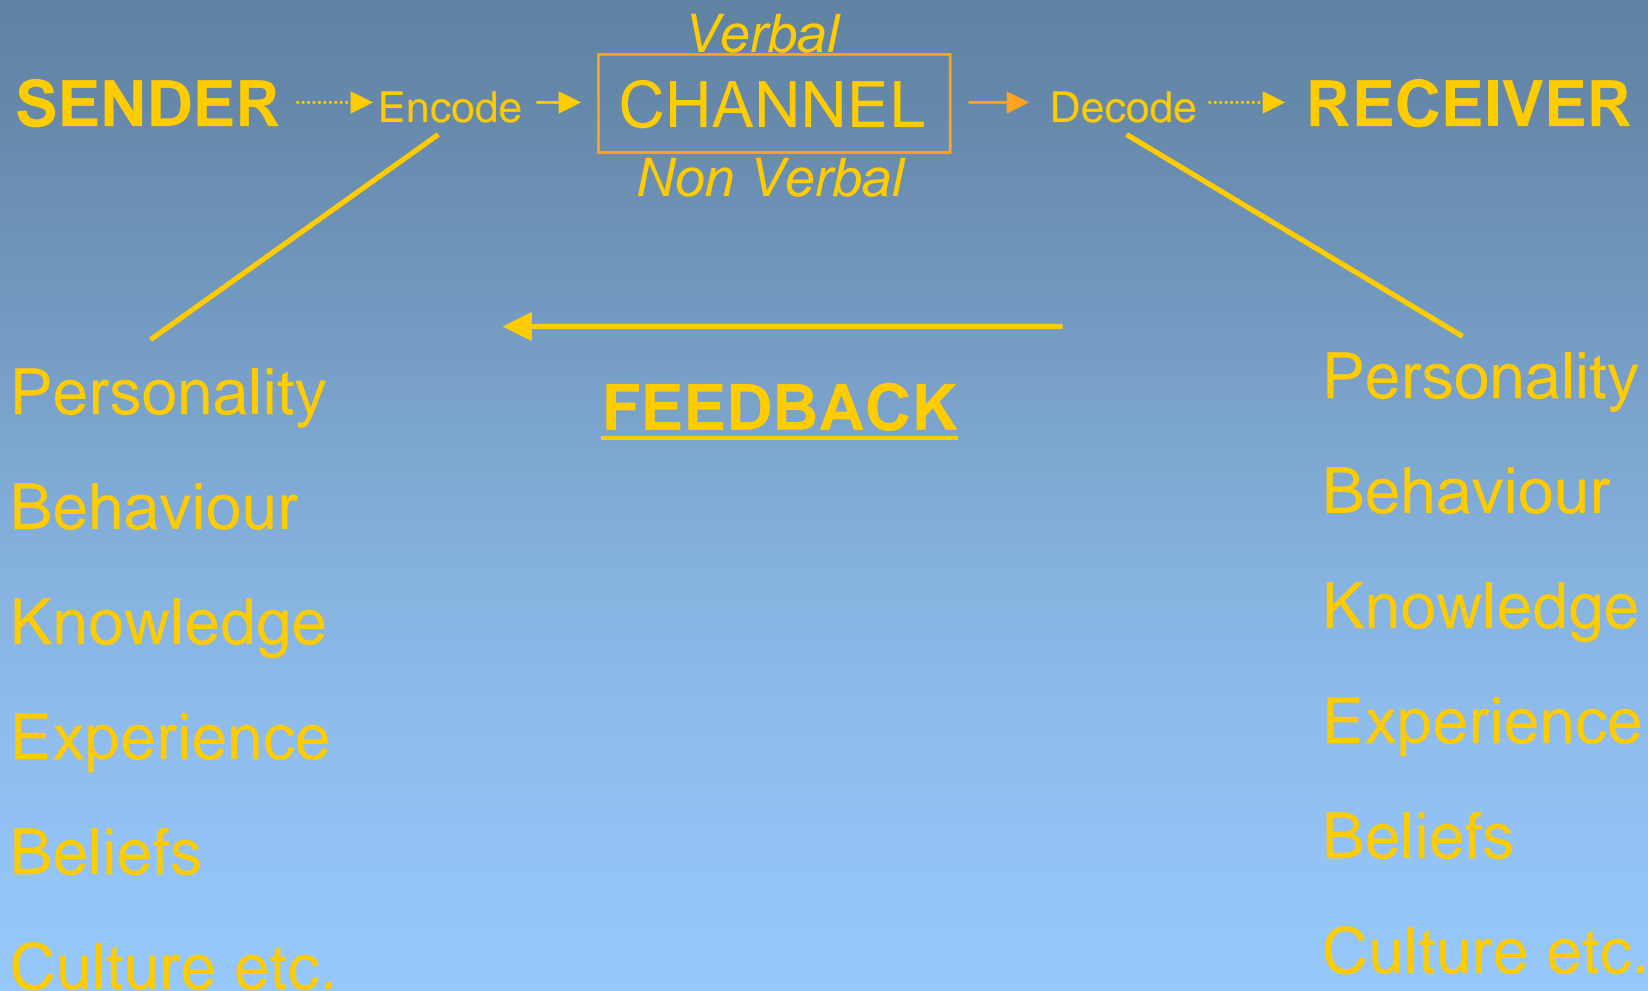 Verbal
SENDER Encode CHANNEL Decode RECEIVER
Non Verbal
FEEDBACK
Personality
Behaviour
Knowledge
Experience
Beliefs
Culture etc.
Personality
Behaviour
Knowledge
Experience
Beliefs
Culture etc.